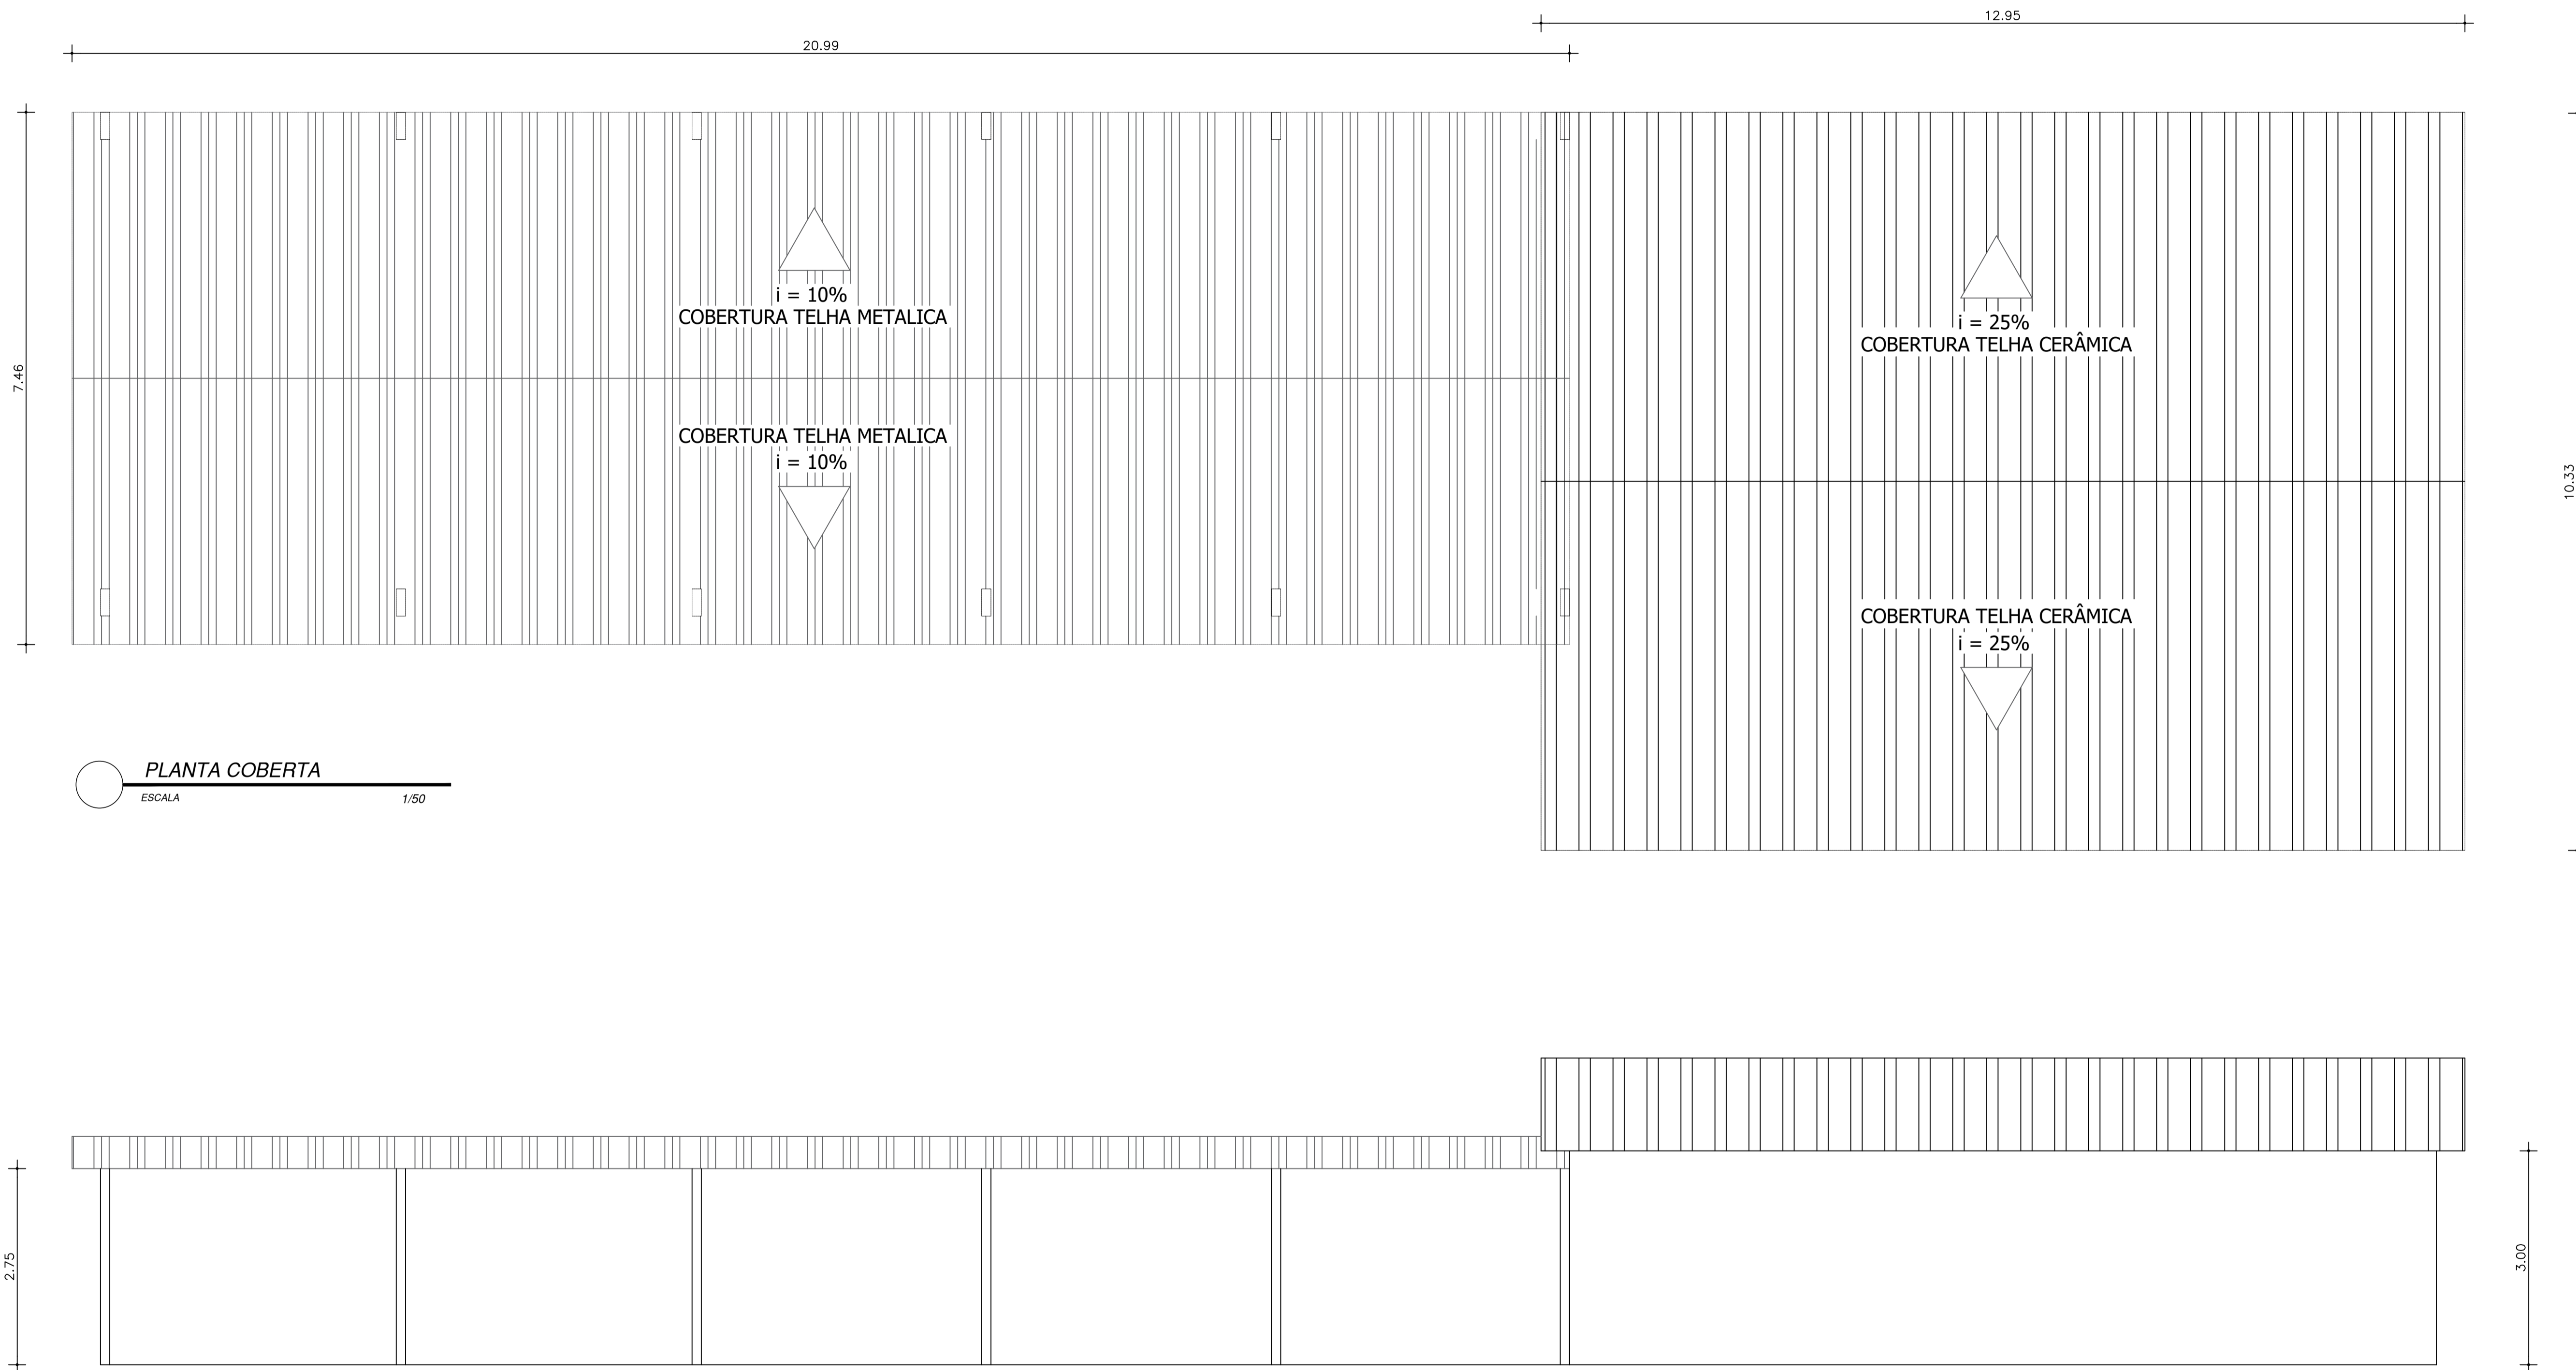 12.95
20.99
7.46
i = 10%
COBERTURA TELHA METALICA
COBERTURA TELHA METALICA
i = 10%
i = 25%
COBERTURA TELHA CERÂMICA
COBERTURA TELHA CERÂMICA
i = 25%
10.33
PLANTA COBERTA
ESCALA 1/50
2.75
3.00